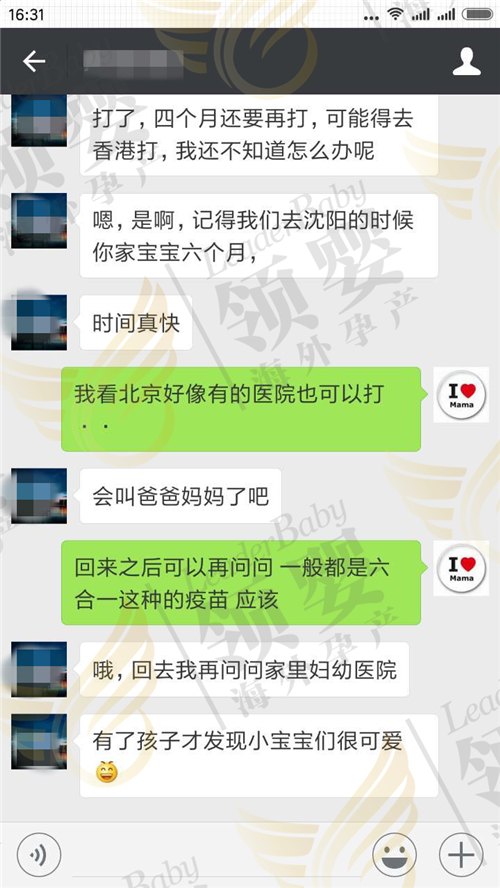 16:31
打了，四个月还要再打，可能得去
香港打，我还不知道怎么办呢
嗯，是啊，记得我们去沈阳的时候
你家宝宝六个月，
时间真快
我看北京好像有的医院也可以打
··
I
Mama
会叫爸爸妈妈了吧
回来之后可以再问问 一般都是六
合一这种的疫苗 应该
I
Mama
哦，回去我再问问家里妇幼医院
有了孩子才发现小宝宝们很可爱
LeaderBaby
领婴
海外孕产